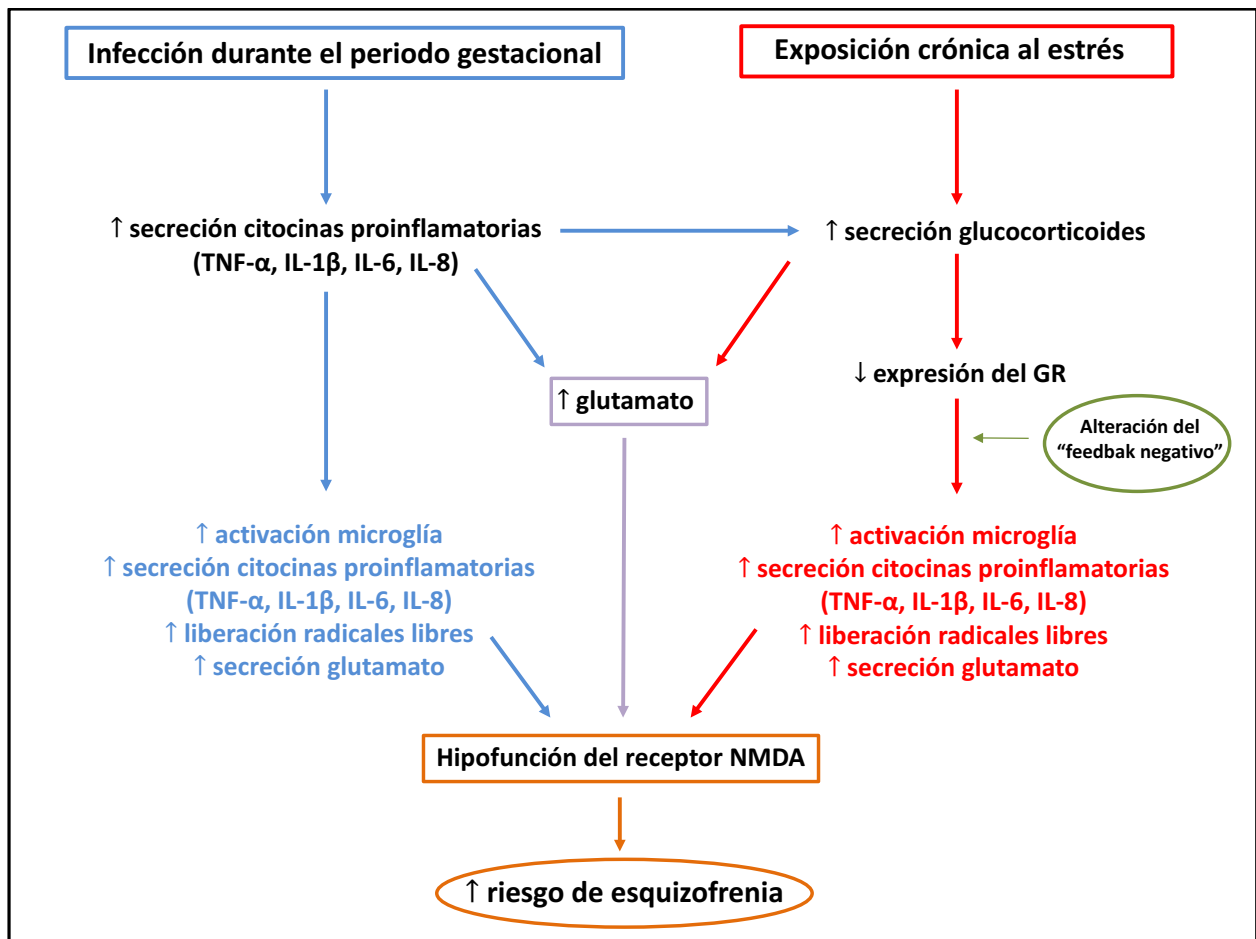 Infección durante el periodo gestacional
Exposición crónica al estrés
↑ secreción citocinas proinflamatorias
(TNF-α, IL-1β, IL-6, IL-8)
↑ secreción glucocorticoides
↓ expresión del GR
↑ glutamato
Alteración del
“feedbak negativo”
↑ activación microglía
↑ secreción citocinas proinflamatorias
(TNF-α, IL-1β, IL-6, IL-8)
↑ liberación radicales libres
↑ secreción glutamato
↑ activación microglía
↑ secreción citocinas proinflamatorias
(TNF-α, IL-1β, IL-6, IL-8)
↑ liberación radicales libres
↑ secreción glutamato
Hipofunción del receptor NMDA
↑ riesgo de esquizofrenia